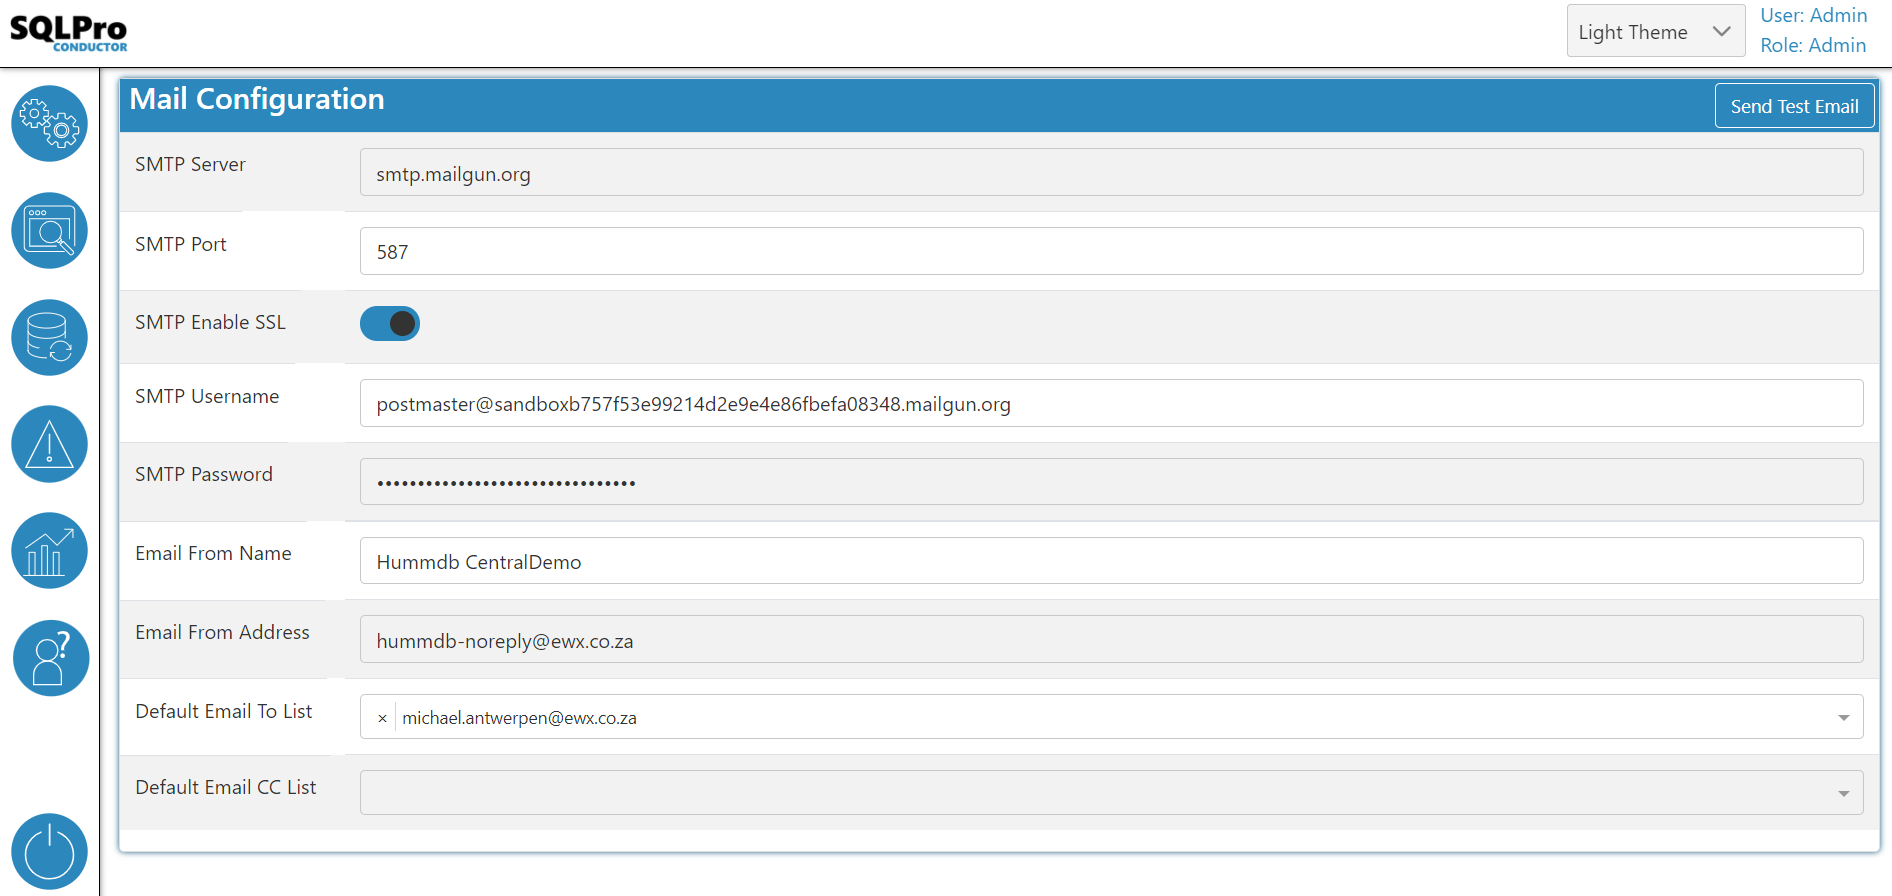 SQLPro
CONDUCTOR
Light Theme
User: Admin
Role: Admin
Mail Configuration
Send Test Email
SMTP Server
smtp.mailgun.org
SMTP Port
587
SMTP Enable SSL
SMTP Username
postmaster@sandboxb757f53e99214d2e9e4e86fbefa08348.mailgun.org
SMTP Password
••••••••••••••••••••••••••••••••
Email From Name
Hummdb CentralDemo
Email From Address
hummdb-noreply@ewx.co.za
Default Email To List
× michael.antwerpen@ewx.co.za
Default Email CC List
?